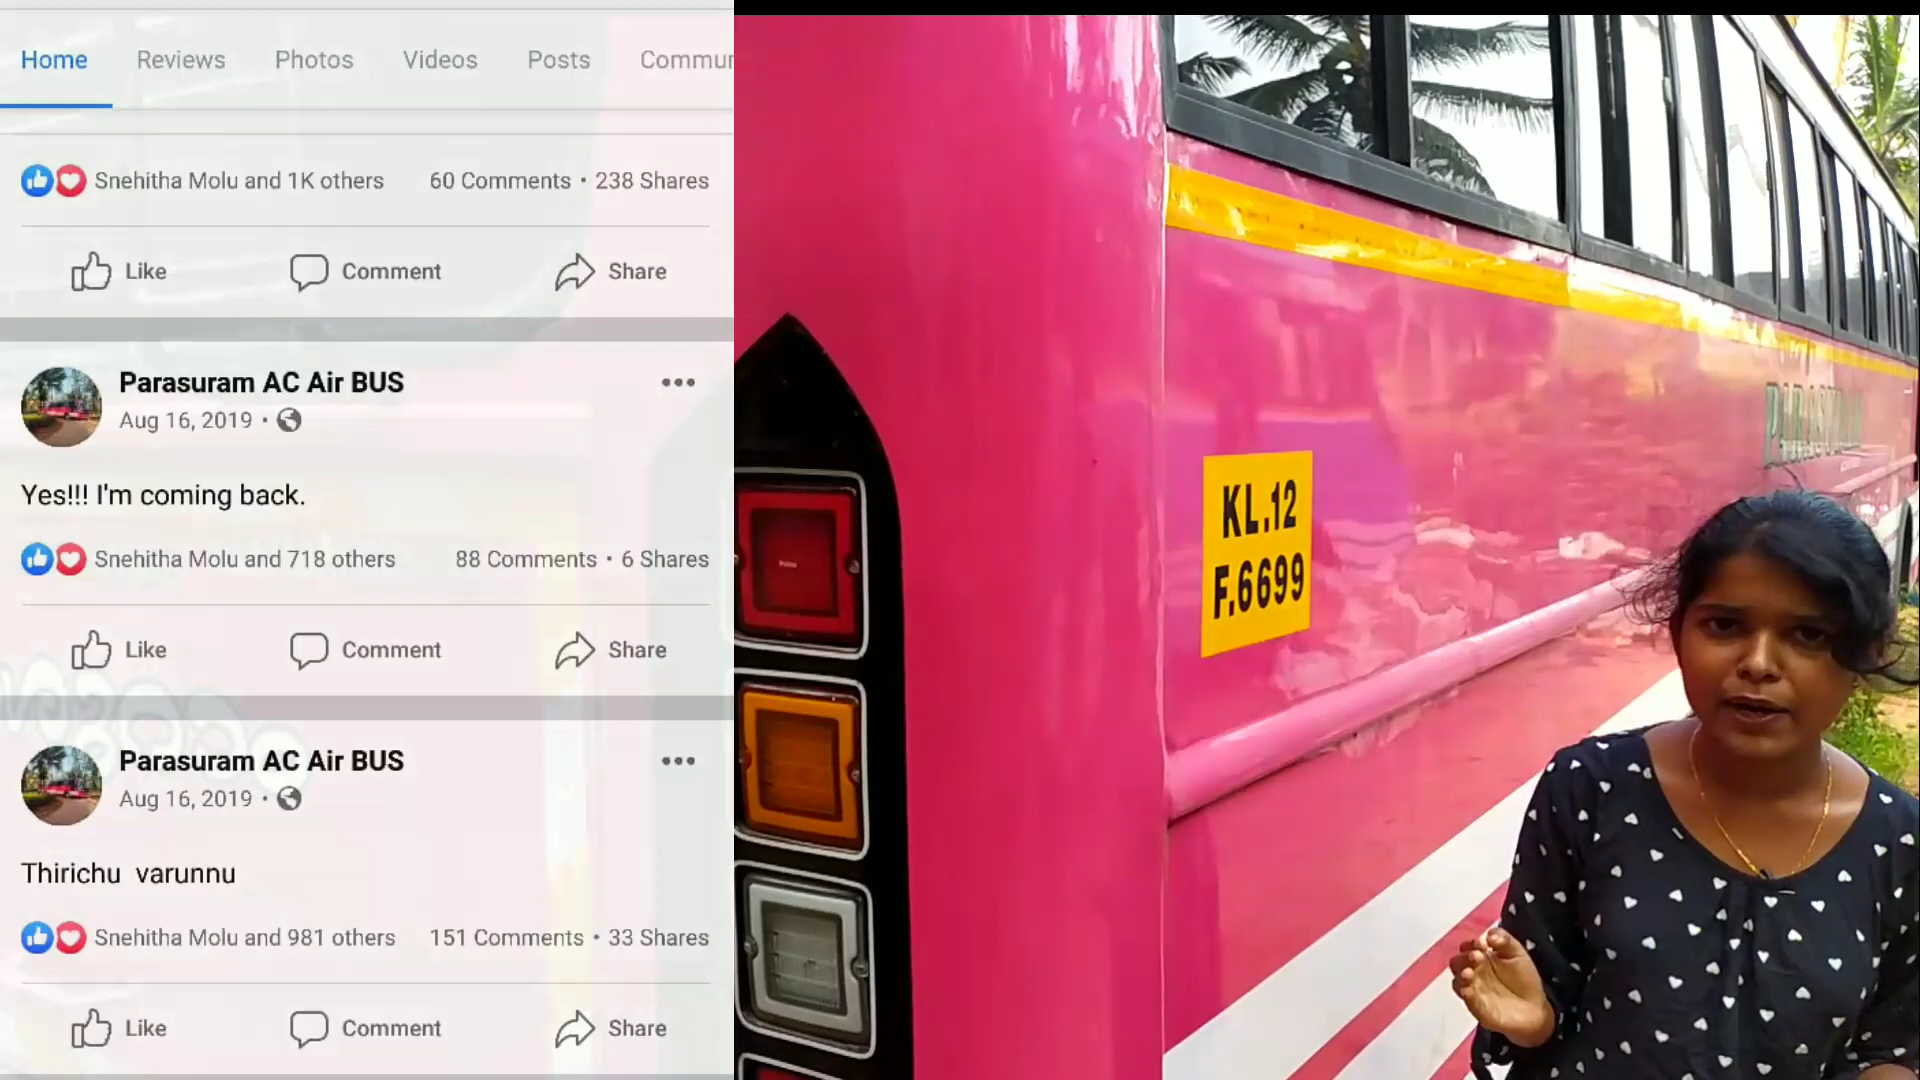 Home Reviews Photos Videos Posts
Snehitha Molu and 1K others 60 Comments • 238 Shares
Like Comment Share
Parasuram AC Air BUS
Aug 16, 2019 •
Yes!!! I'm coming back.
Snehitha Molu and 718 others 88 Comments • 6 Shares
Like Comment Share
Parasuram AC Air BUS
Aug 16, 2019 •
Thirichu varunnu
Snehitha Molu and 981 others 151 Comments • 33 Shares
Like Comment Share
KL.12
F.6699
PARASURAM